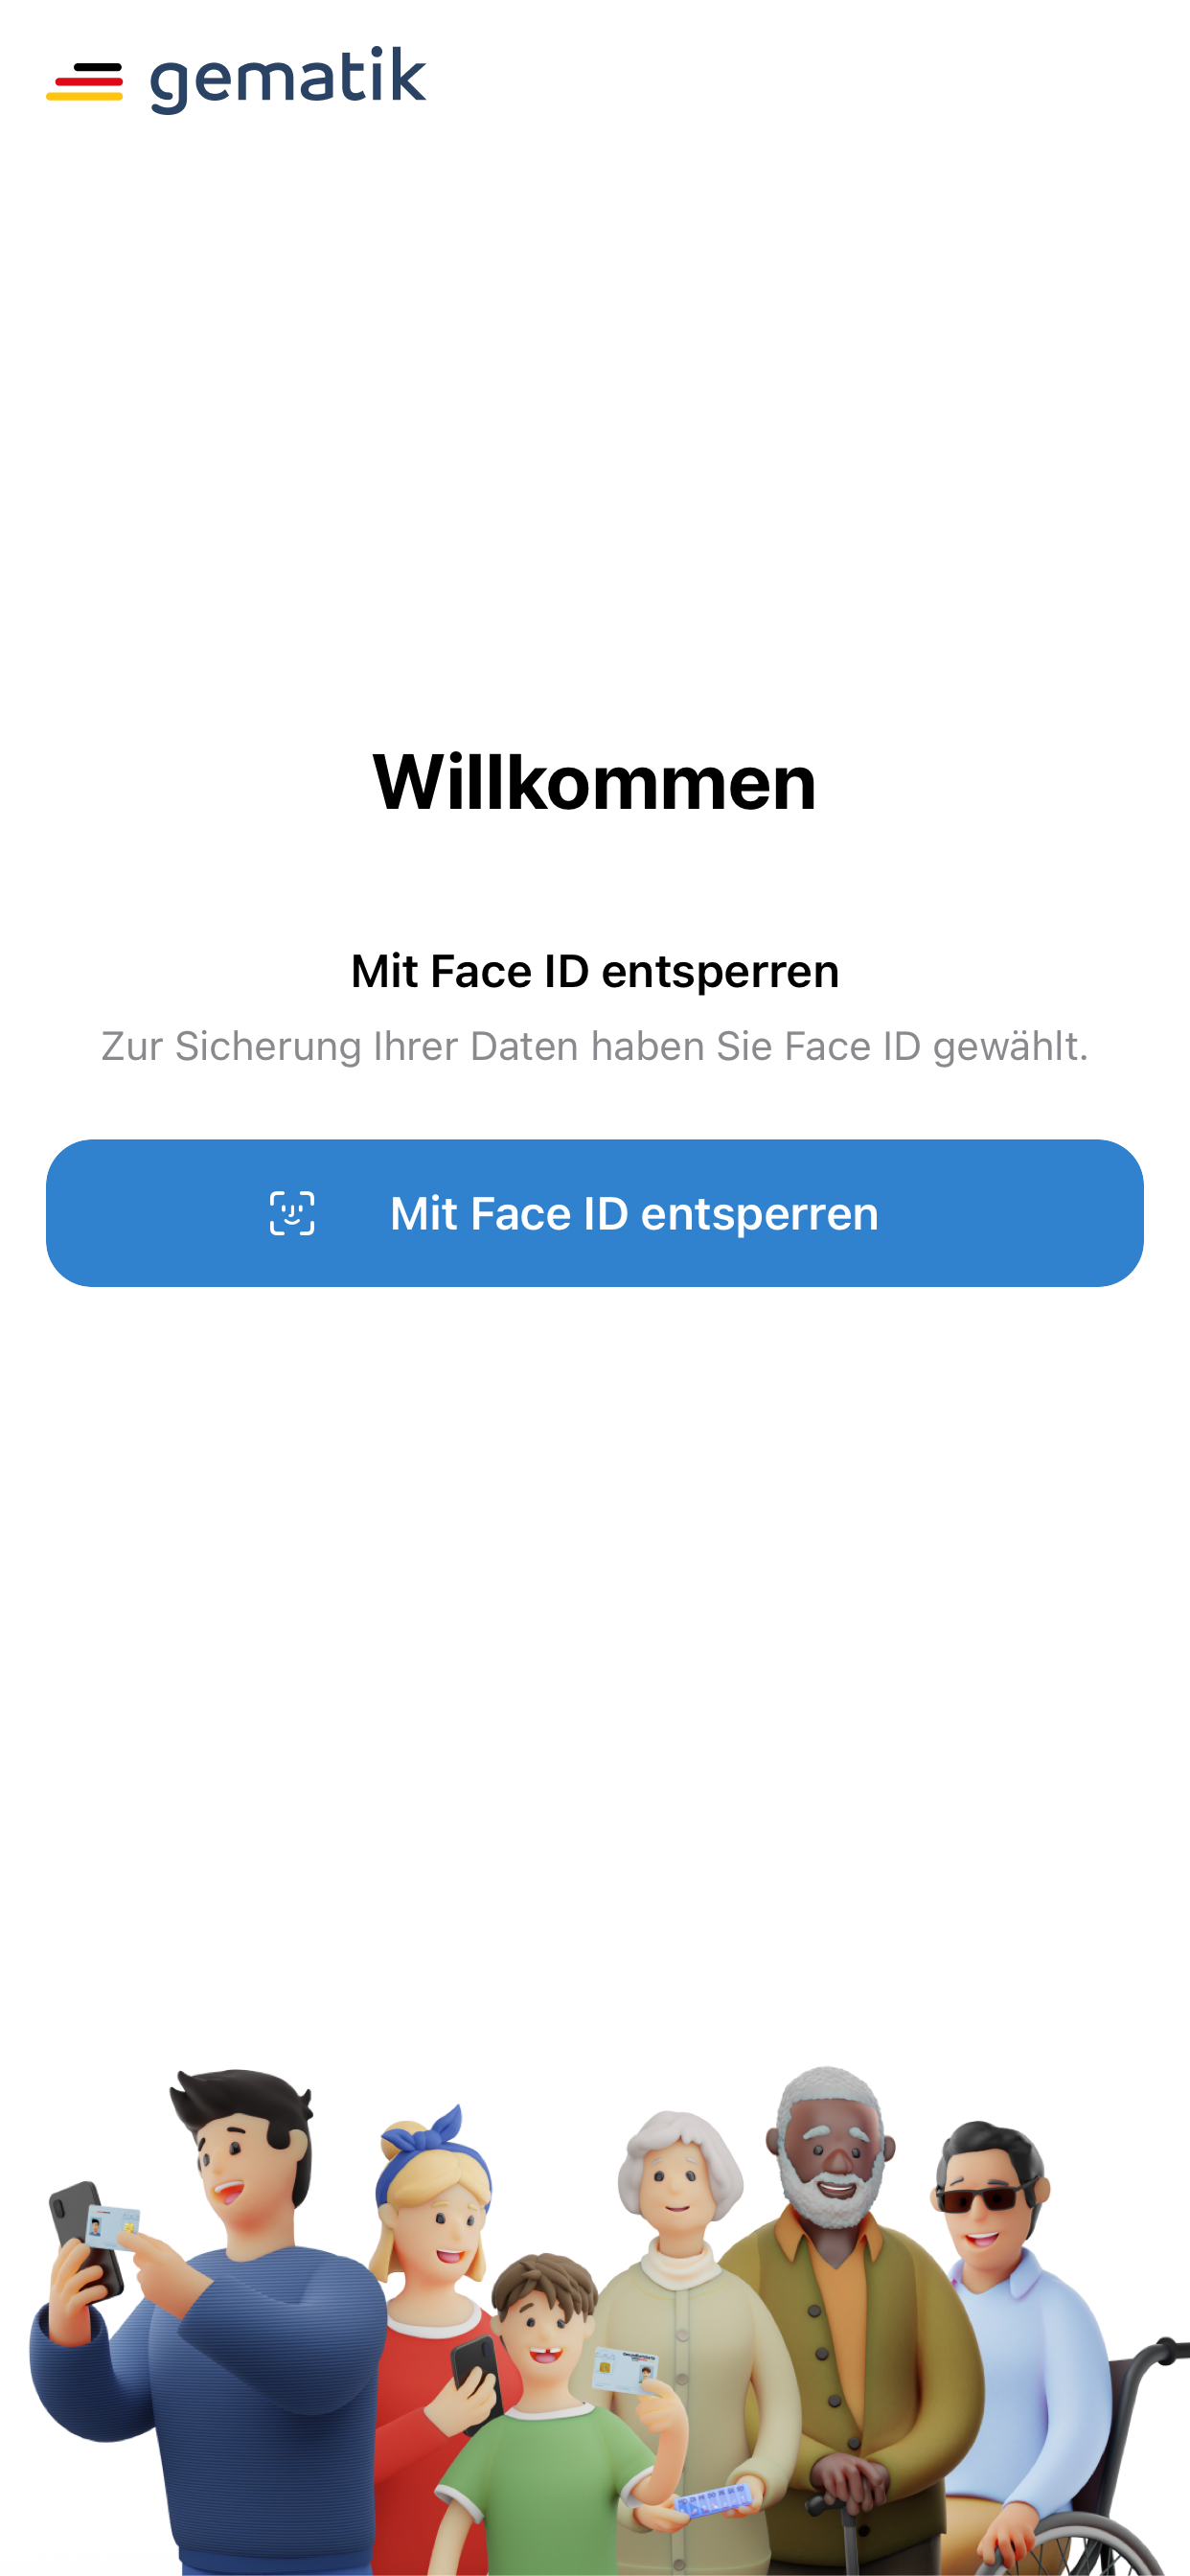 gematik
Willkommen
Mit Face ID entsperren
Zur Sicherung Ihrer Daten haben Sie Face ID gewählt.
Mit Face ID entsperren